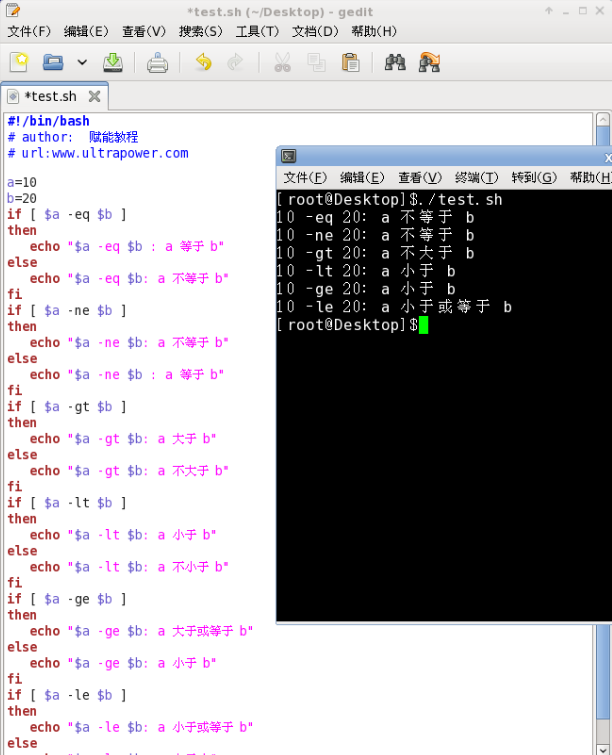 *test.sh (~/Desktop) - gedit
文件(F) 编辑(E) 查看(V) 搜索(S) 工具(T) 文档(D) 帮助(H)
*test.sh
#!/bin/bash
# author: 赋能教程
# url:www.ultrapower.com
a=10
b=20
if [ $a -eq $b ]
then
echo "$a -eq $b : a 等于 b"
else
echo "$a -eq $b: a 不等于 b"
fi
if [ $a -ne $b ]
then
echo "$a -ne $b: a 不等于 b"
else
echo "$a -ne $b : a 等于 b"
fi
if [ $a -gt $b ]
then
echo "$a -gt $b: a 大于 b"
else
echo "$a -gt $b: a 不大于 b"
fi
if [ $a -lt $b ]
then
echo "$a -lt $b: a 小于 b"
else
echo "$a -lt $b: a 不小于 b"
fi
if [ $a -ge $b ]
then
echo "$a -ge $b: a 大于或等于 b"
else
echo "$a -ge $b: a 小于 b"
fi
if [ $a -le $b ]
then
echo "$a -le $b: a 小于或等于 b"
else
文件(F) 编辑(E) 查看(V) 终端(T) 转到(G) 帮助(H
[root@Desktop]$./test.sh
10 -eq 20: a 不等于 b
10 -ne 20: a 不等于 b
10 -gt 20: a 不大于 b
10 -lt 20: a 小于 b
10 -ge 20: a 小于 b
10 -le 20: a 小于或等于 b
[root@Desktop]$